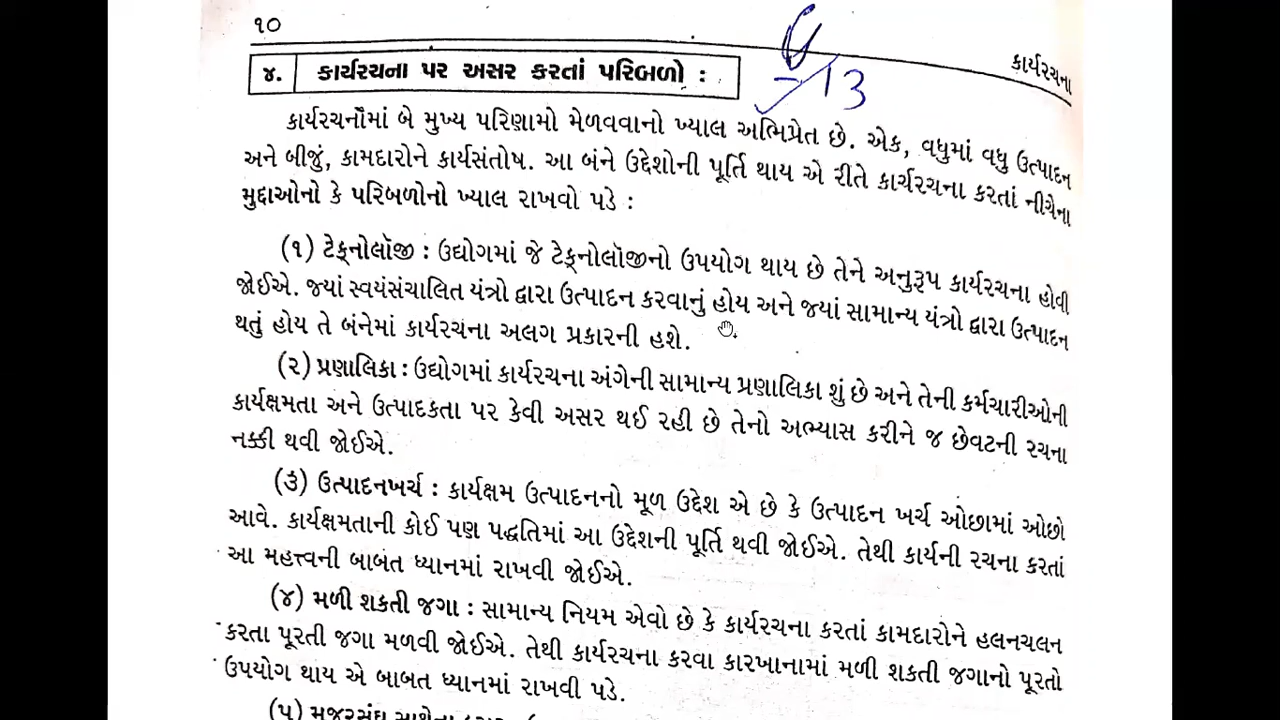 ૧૦
કાર્યરચના
૪. કાર્યરચના પર અસર કરતાં પરિબળો :
કાર્યરચનૌમાં બે મુખ્ય પરિણામો મેળવવાનો ખ્યાલ અભિપ્રેત છે. એક, વધુમાં વધુ ઉત્પાદન
અને બીજું, કામદારોને કાર્યસંતોષ. આ બંને ઉદ્દેશોની પૂર્તિ થાય એ રીતે કાર્યરચના કરતાં નીચેના
મુદ્દાઓનો કે પરિબળોનો ખ્યાલ રાખવો પડે :
(૧) ટેક્નોલૉજી : ઉદ્યોગમાં જે ટેક્નોલૉજીનો ઉપયોગ થાય છે તેને અનુરૂપ કાર્યરચના હોવી
જોઈએ. જ્યાં સ્વયંસંચાલિત યંત્રો દ્વારા ઉત્પાદન કરવાનું હોય અને જ્યાં સામાન્ય યંત્રો દ્વારા ઉત્પાદન
થતું હોય તે બંનેમાં કાર્યરચના અલગ પ્રકારની હશે.
(૨) પ્રણાલિકા : ઉદ્યોગમાં કાર્યરચના અંગેની સામાન્ય પ્રણાલિકા શું છે અને તેની કર્મચારીઓની
કાર્યક્ષમતા અને ઉત્પાદકતા પર કેવી અસર થઈ રહી છે તેનો અભ્યાસ કરીને જ છેવટની રચના
નક્કી થવી જોઈએ.
(૩) ઉત્પાદનખર્ચ : કાર્યક્ષમ ઉત્પાદનનો મૂળ ઉદ્દેશ એ છે કે ઉત્પાદન ખર્ચ ઓછામાં ઓછો
આવે. કાર્યક્ષમતાની કોઈ પણ પદ્ધતિમાં આ ઉદ્દેશની પૂર્તિ થવી જોઈએ. તેથી કાર્યની રચના કરતાં
આ મહત્ત્વની બાબત ધ્યાનમાં રાખવી જોઈએ.
(૪) મળી શકતી જગા : સામાન્ય નિયમ એવો છે કે કાર્યરચના કરતાં કામદારોને હલનચલન
કરતા પૂરતી જગા મળવી જોઈએ. તેથી કાર્યરચના કરવા કારખાનામાં મળી શકતી જગાનો પૂરતો
ઉપયોગ થાય એ બાબત ધ્યાનમાં રાખવી પડે.
(૫)